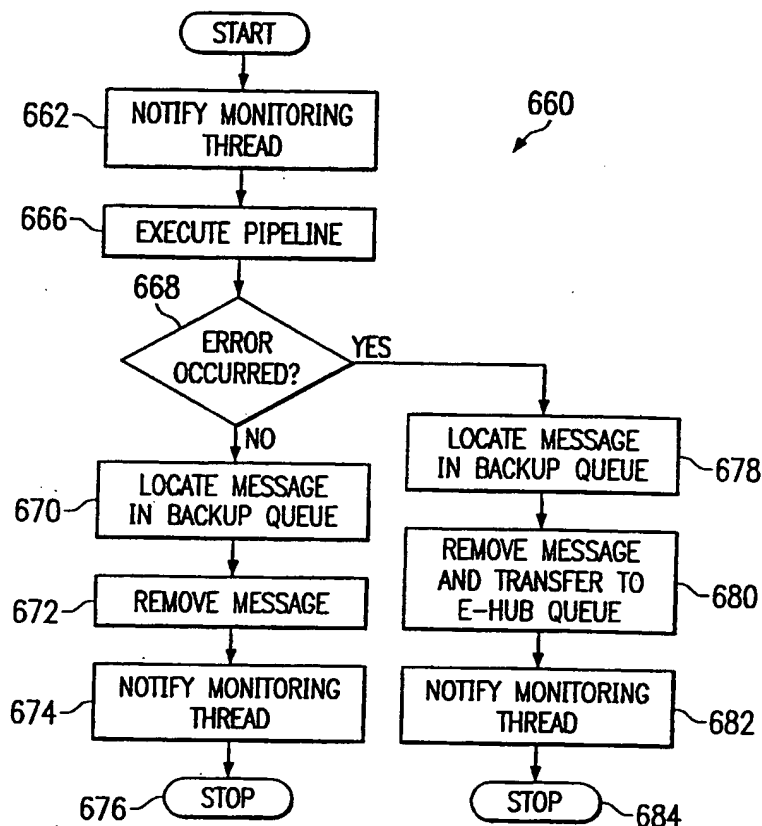 START
662
NOTIFY MONITORING
THREAD
660
666
EXECUTE PIPELINE
668
ERROR
OCCURRED?
YES
NO
670
LOCATE MESSAGE
IN BACKUP QUEUE
672
REMOVE MESSAGE
674
NOTIFY MONITORING
THREAD
676
STOP
LOCATE MESSAGE
IN BACKUP QUEUE
678
REMOVE MESSAGE
AND TRANSFER TO
E-HUB QUEUE
680
NOTIFY MONITORING
THREAD
682
STOP
684